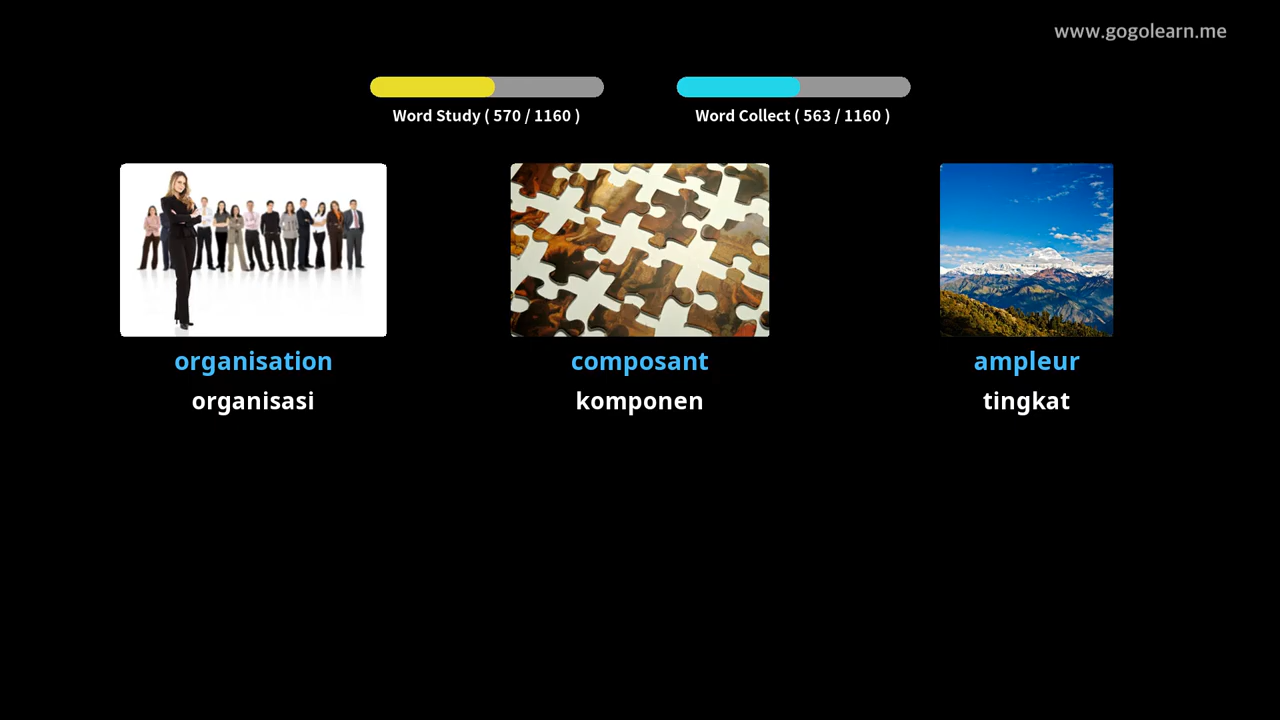 www.gogolearn.me
Word Study ( 570 / 1160 )
Word Collect ( 563 / 1160 )
organisation
composant
ampleur
organisasi
komponen
tingkat